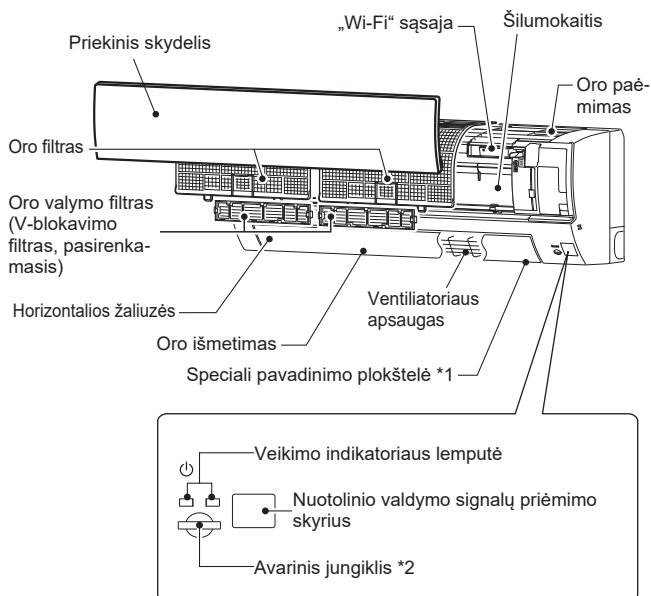 „Wi-Fi“ sąsaja
Šilumokaitis
Priekinis skydelis
Oro paė-
mimas
Oro filtras
Oro valymo filtras
(V-blokavimo
filtras, pasirenka-
masis)
Horizontalios žaliuzės
Ventiliatoriaus
apsaugas
Oro išmetimas
Speciali pavadinimo plokštelė *1
Veikimo indikatoriaus lemputė
Nuotolinio valdymo signalų priėmimo
skyrius
Avarinis jungiklis *2